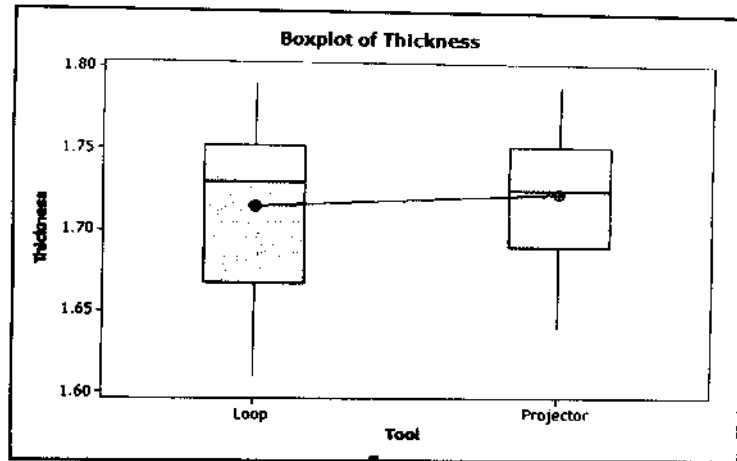 Boxplot of Thickness
1.80
1.75
1.70
1.65
1.60
Thickness
Loop
Projector
Tool